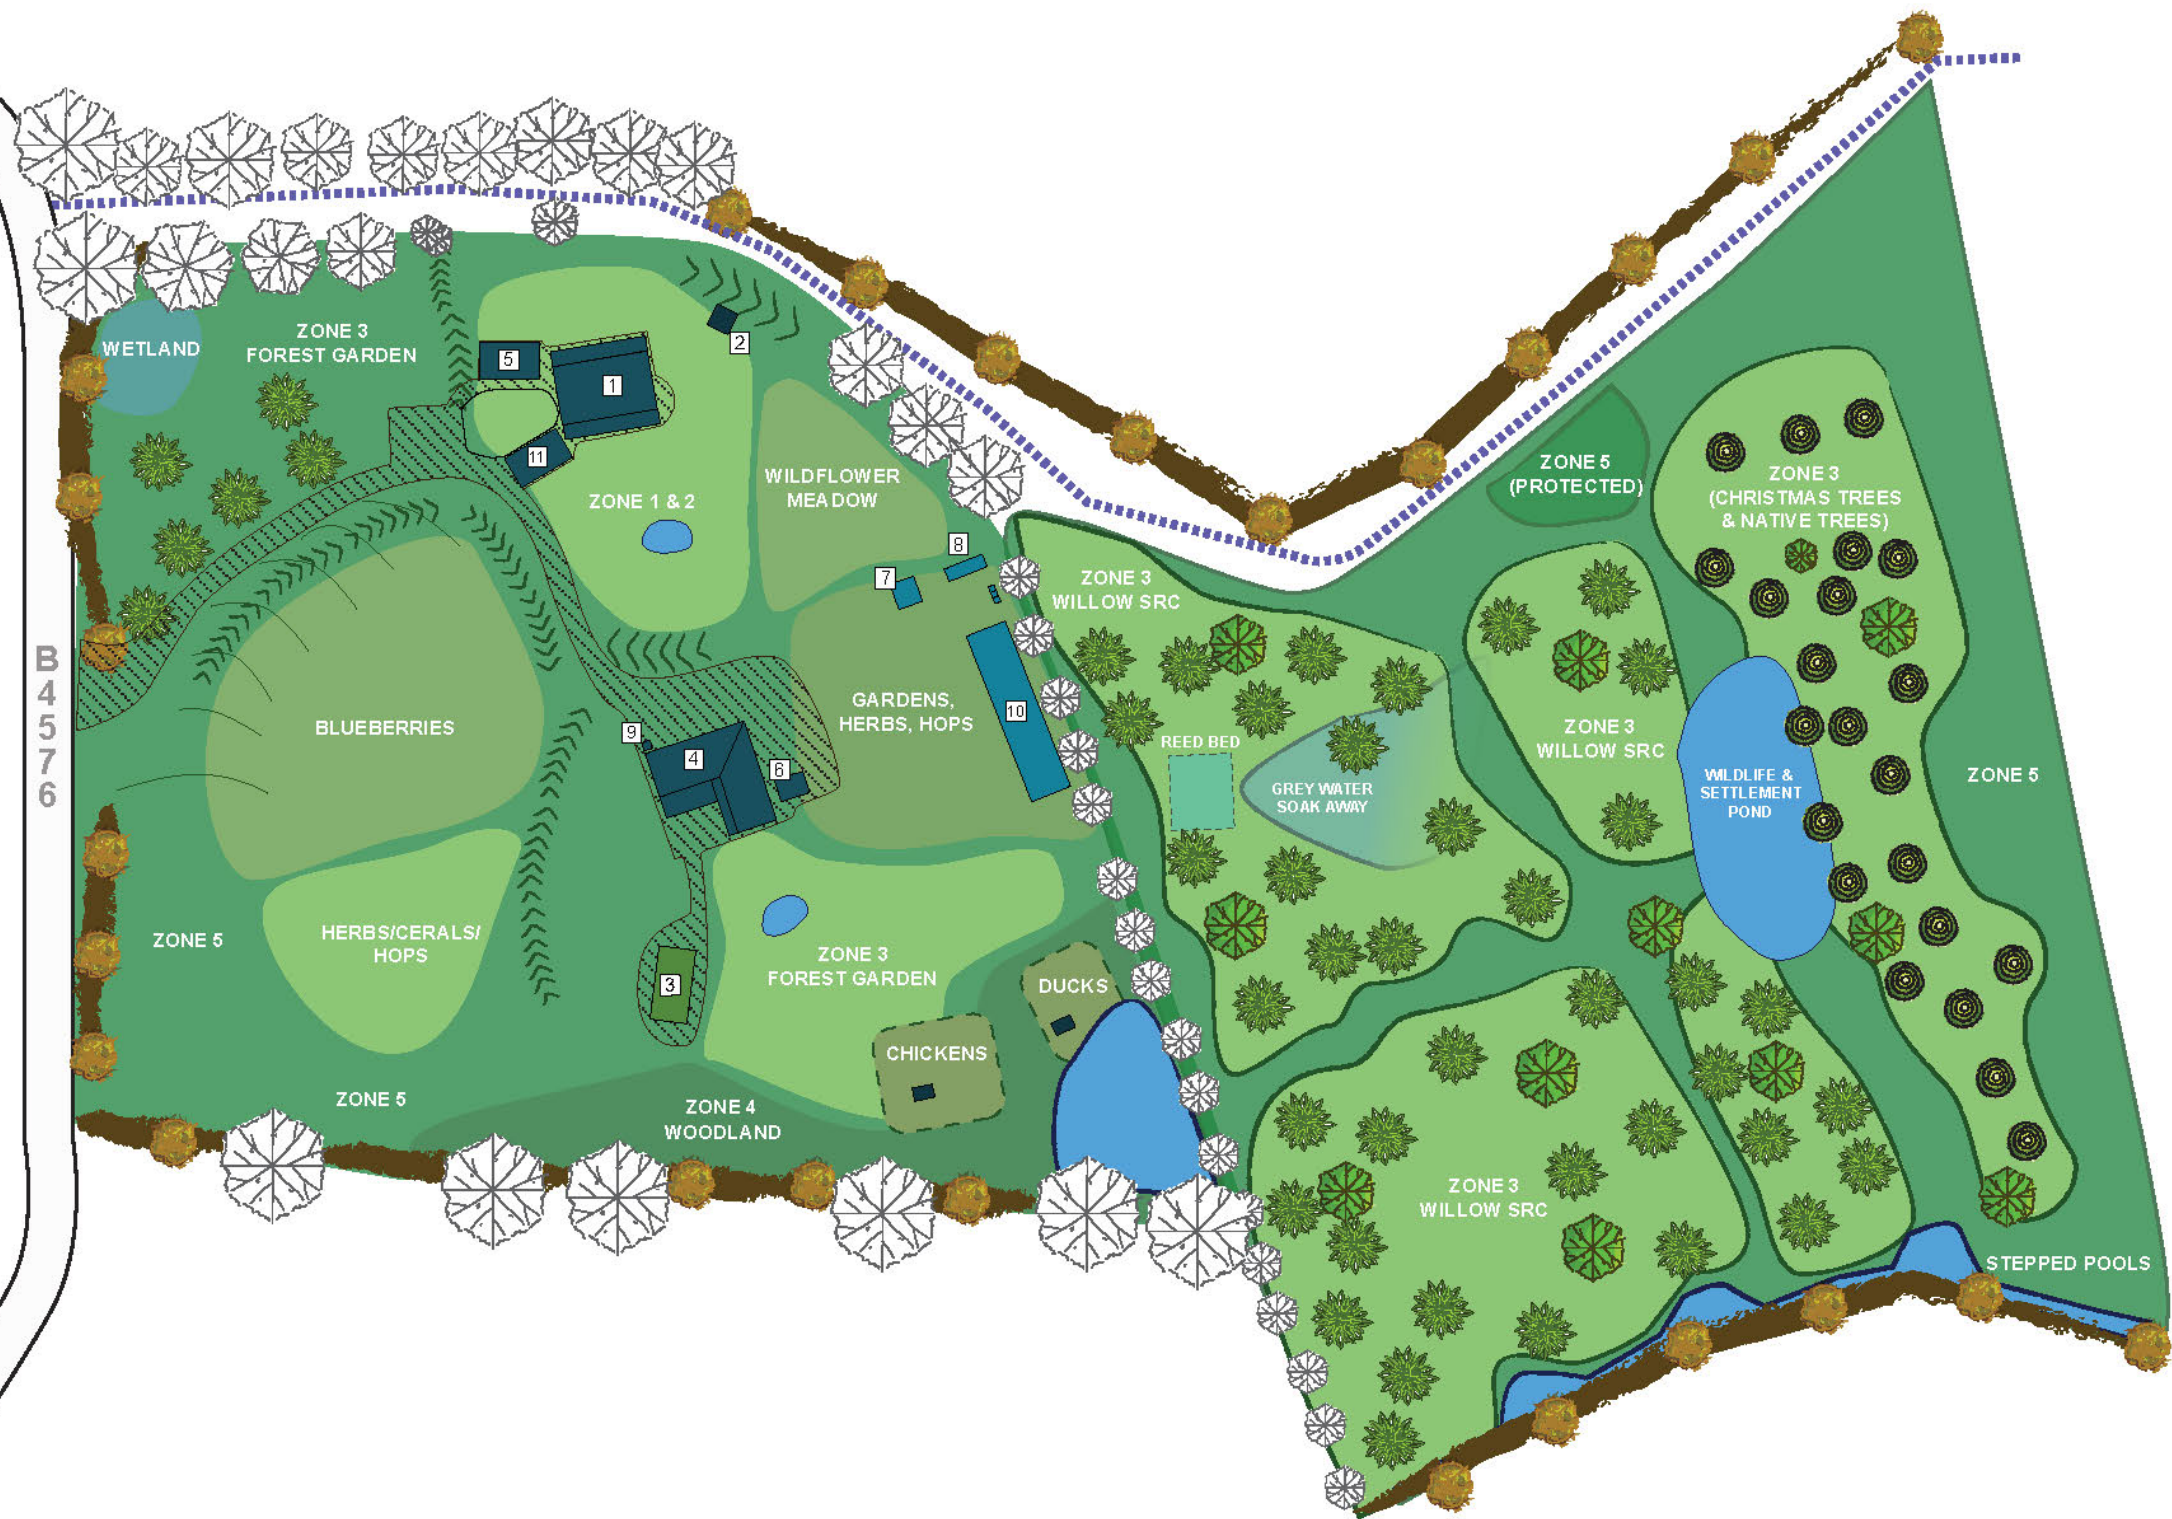 WETLAND
ZONE 3
FOREST GARDEN
5
1
2
11
ZONE 1 & 2
WILDFLOWER
MEADOW
8
7
ZONE 3
WILLOW SRC
ZONE 5
(PROTECTED)
ZONE 3
(CHRISTMAS TREES
& NATIVE TREES)
B
4
5
7
6
BLUEBERRIES
9
4
6
GARDENS,
HERBS, HOPS
10
REED BED
GREY WATER
SOAK AWAY
ZONE 3
WILLOW SRC
WILDLIFE &
SETTLEMENT
POND
ZONE 5
ZONE 5
HERBS/CERALS/
HOPS
3
ZONE 3
FOREST GARDEN
DUCKS
CHICKENS
ZONE 5
ZONE 4
WOODLAND
ZONE 3
WILLOW SRC
STEPPED POOLS